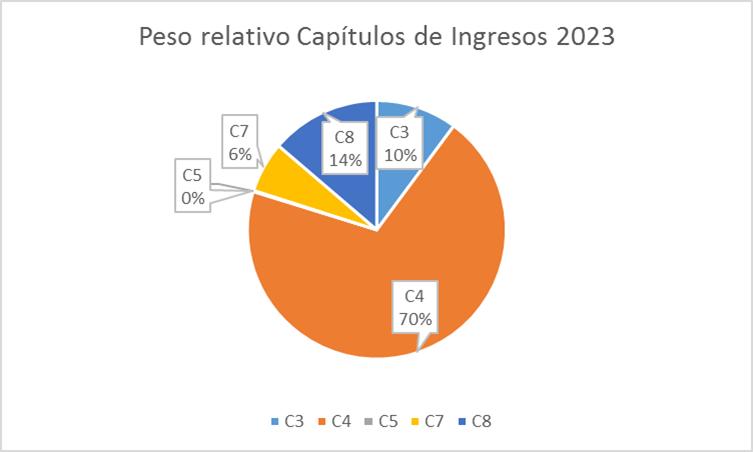 Peso relativo Capítulos de Ingresos 2023
C3
10%
C8
14%
C7
6%
C5
0%
C4
70%
C3 C4 C5 C7 C8